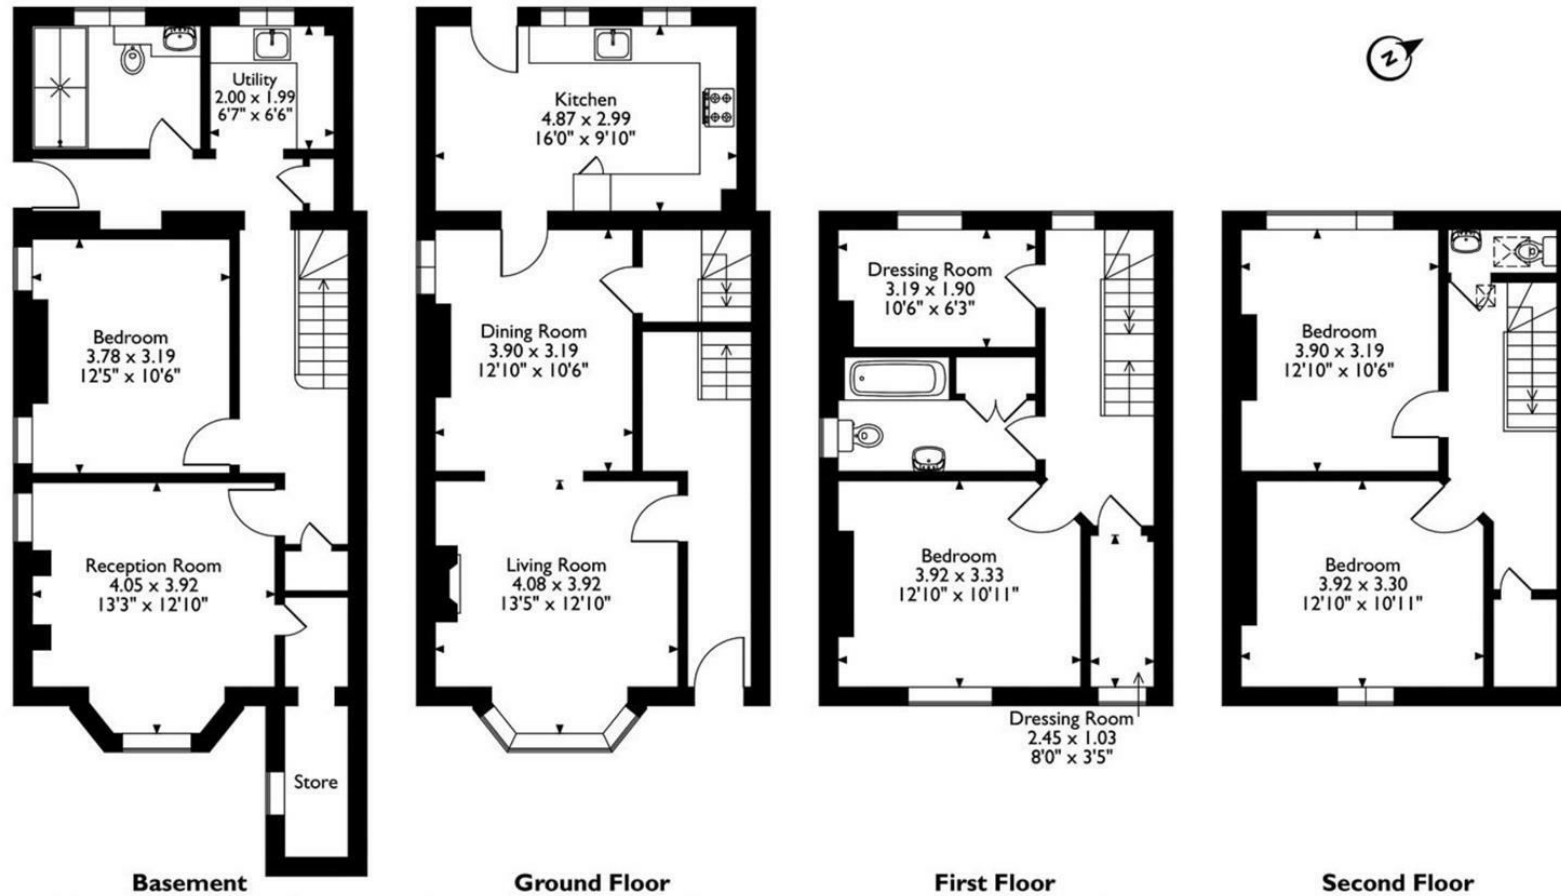 Utility
2.00 x 1.99
6'7" x 6'6"
Bedroom
3.78 x 3.19
12'5" x 10'6"
Reception Room
4.05 x 3.92
13'3" x 12'10"
Store
Basement
Kitchen
4.87 x 2.99
16'0" x 9'10"
Dining Room
3.90 x 3.19
12'10" x 10'6"
Living Room
4.08 x 3.92
13'5" x 12'10"
Ground Floor
N
Dressing Room
3.19 x 1.90
10'6" x 6'3"
Bedroom
3.92 x 3.33
12'10" x 10'11"
Dressing Room
2.45 x 1.03
8'0" x 3'5"
First Floor
Bedroom
3.90 x 3.19
12'10" x 10'6"
Bedroom
3.92 x 3.30
12'10" x 10'11"
Second Floor